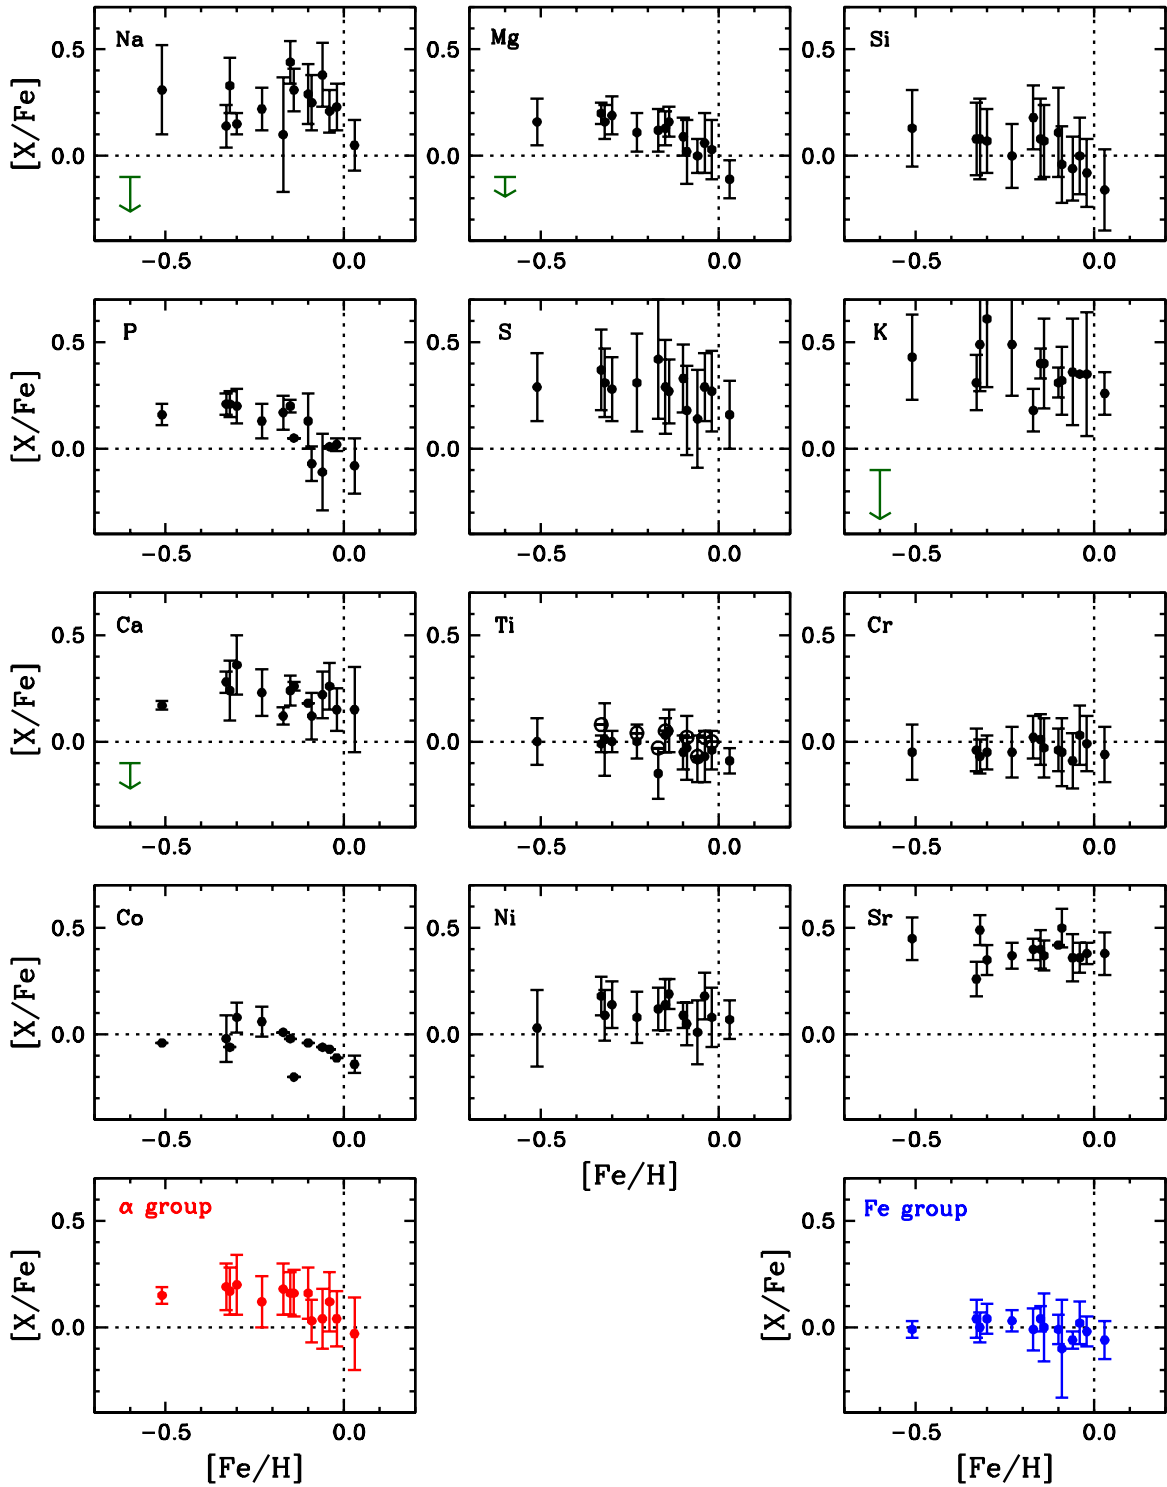 Na Mg Si
[X/Fe] 0.5 0.5 0.5
0.0 0.0 0.0
−0.5 0.0 −0.5 0.0 −0.5 0.0
P S K
[X/Fe] 0.5 0.5 0.5
0.0 0.0 0.0
−0.5 0.0 −0.5 0.0 −0.5 0.0
Ca Ti Cr
[X/Fe] 0.5 0.5 0.5
0.0 0.0 0.0
−0.5 0.0 −0.5 0.0 −0.5 0.0
Co Ni Sr
[X/Fe] 0.5 0.5 0.5
0.0 0.0 0.0
−0.5 0.0 −0.5 0.0 −0.5 0.0
[Fe/H]
α group Fe group
[X/Fe] 0.5 [X/Fe] 0.5
0.0 0.0
−0.5 0.0 −0.5 0.0
[Fe/H] [Fe/H]